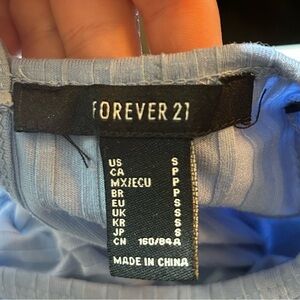 FOREVER 21
US S
CA P
MX/ECU P
BR P
EU S
UK S
KR S
JP S
CN 160/84A
MADE IN CHINA